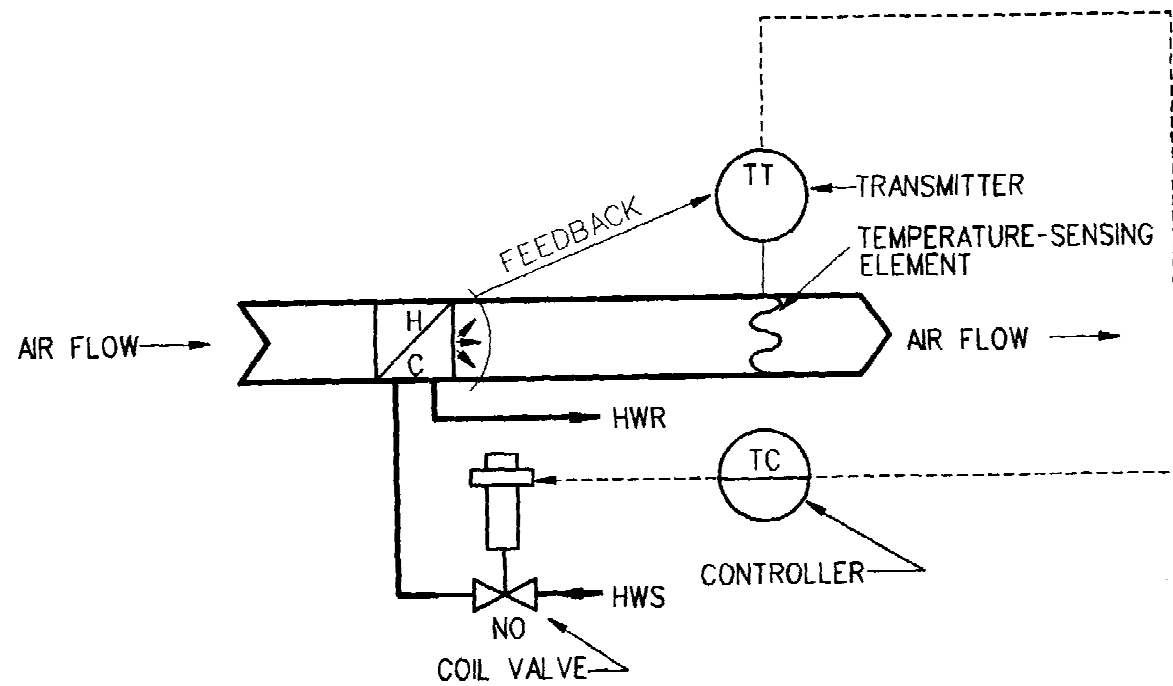 TT
TRANSMITTER
FEEDBACK
TEMPERATURE-SENSING
ELEMENT
H
C
AIR FLOW
AIR FLOW
HWR
TC
CONTROLLER
HWS
NO
COIL VALVE